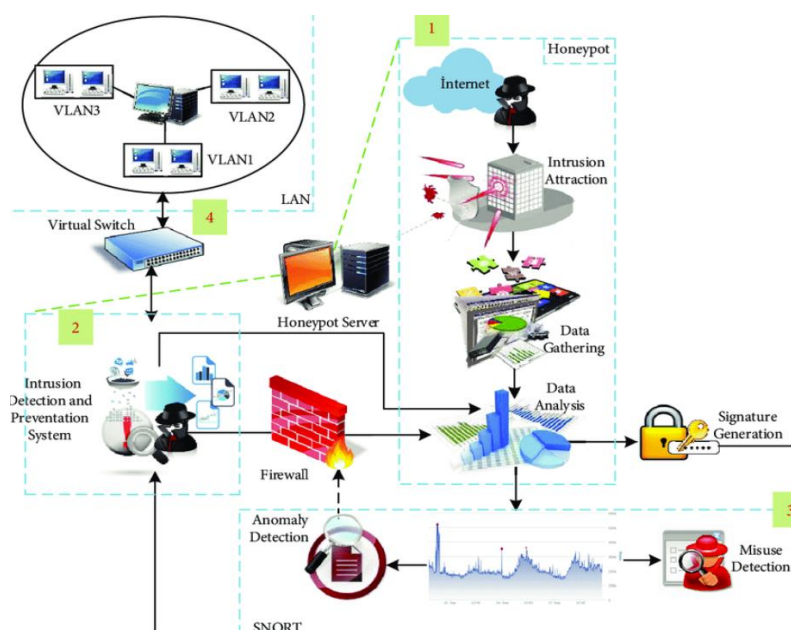 1
Honeypot
İnternet
VLAN3
VLAN2
VLAN1
LAN
Intrusion
Attraction
4
Virtual Switch
Honeypot Server
2
Data
Gathering
Intrusion
Detection and
Preventation
System
Firewall
Data
Analysis
Signature
Generation
3
Anomaly
Detection
Misuse
Detection
SNORT